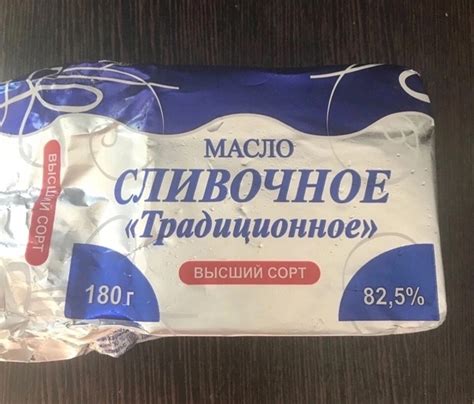 МАСЛО
СЛИВОЧНОЕ
«Традиционное»
ВЫСШИЙ СОРТ
180 г
82,5%
ВЫСШИЙ СОРТ